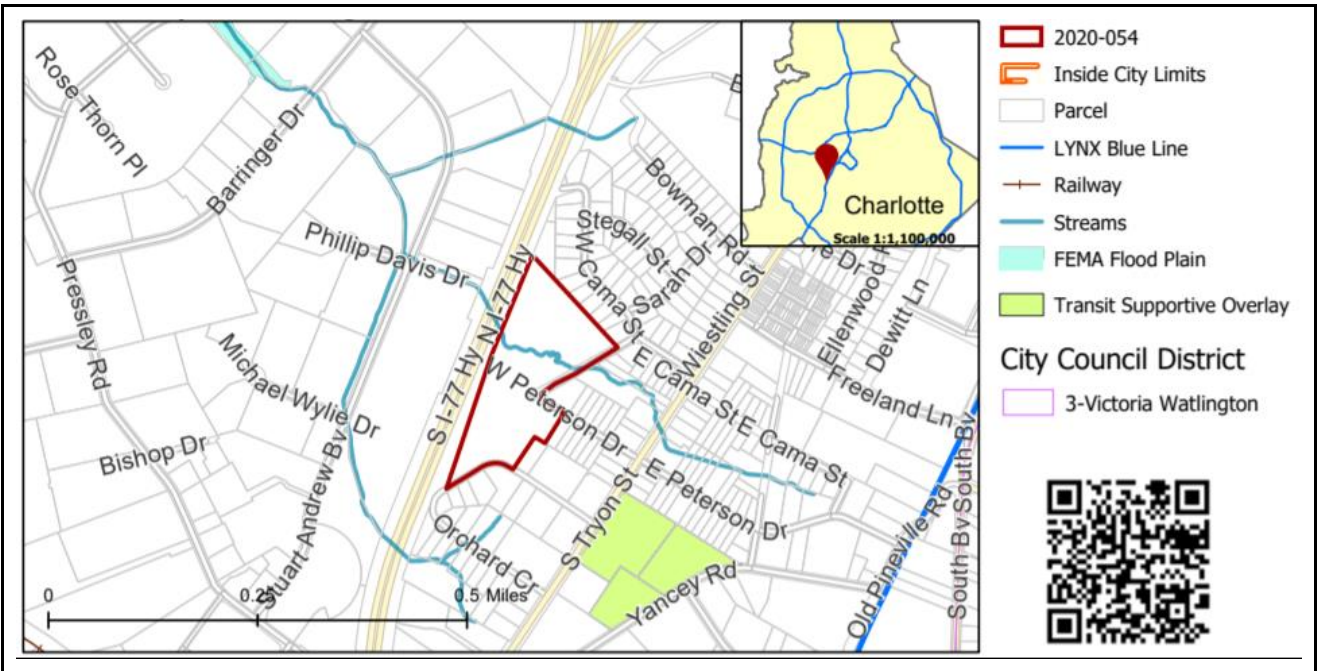 Rose Thorn Pl
Barringer Dr
Phillip Davis Dr
Pressley Rd
Michael Wylie Dr
Bishop Dr
Stuart Andrew Bv
S I-77 Hy
N I-77 Hy
Bowman Rd
Stegall St
W Cama St
Sarah Dr
Wiestling St
W Peterson Dr
E Cama St
E Cama St
E Peterson Dr
S Tryon St
Orchard Cr
Yancey Rd
Ellenwood
Dewitt Ln
Freeland Ln
Old Pineville Rd
South Bv
South Bv
0
0.25
0.5 Miles
Charlotte
Scale 1:1,100,000
2020-054
Inside City Limits
Parcel
LYNX Blue Line
Railway
Streams
FEMA Flood Plain
Transit Supportive Overlay
City Council District
3-Victoria Watlington